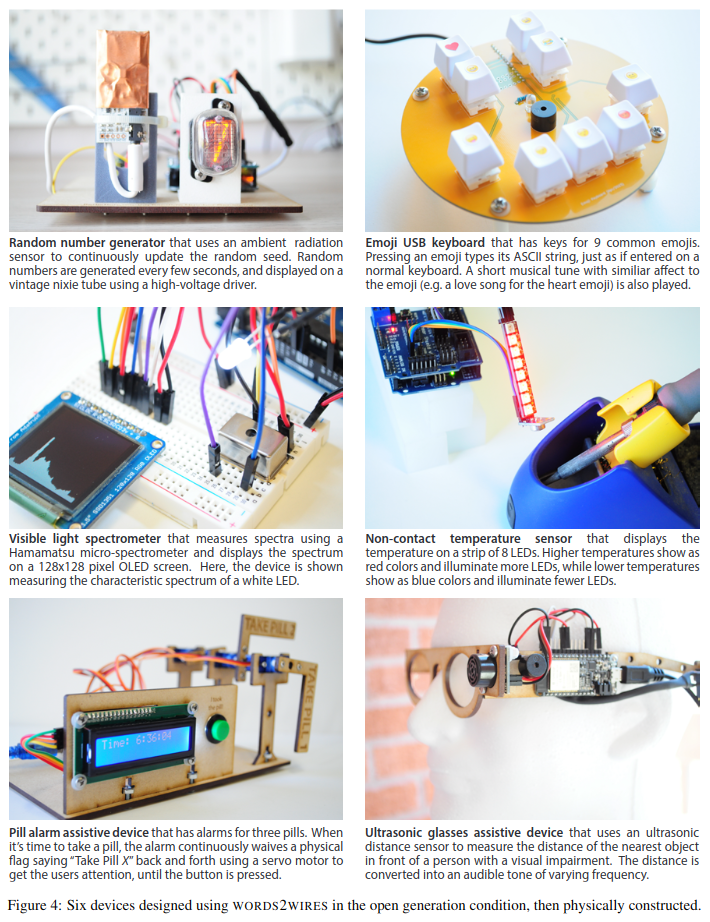 Random number generator that uses an ambient radiation
sensor to continuously update the random seed. Random
numbers are generated every few seconds, and displayed on a
vintage nixie tube using a high-voltage driver.
Emoji USB keyboard that has keys for 9 common emojis.
Pressing an emoji types its ASCII string, just as if entered on a
normal keyboard. A short musical tune with similiar affect to
the emoji (e.g. a love song for the heart emoji) is also played.
128x128 pixel OLED
Visible light spectrometer that measures spectra using a
Hamamatsu micro-spectrometer and displays the spectrum
on a 128x128 pixel OLED screen. Here, the device is shown
measuring the characteristic spectrum of a white LED.
Non-contact temperature sensor that displays the
temperature on a strip of 8 LEDs. Higher temperatures show as
red colors and illuminate more LEDs, while lower temperatures
show as blue colors and illuminate fewer LEDs.
TAKE PILL 2
TAKE PILL 1
Time: 6:36:04
Pill alarm assistive device that has alarms for three pills. When
it's time to take a pill, the alarm continuously waives a physical
flag saying "Take Pill X" back and forth using a servo motor to
get the users attention, until the button is pressed.
Ultrasonic glasses assistive device that uses an ultrasonic
distance sensor to measure the distance of the nearest object
in front of a person with a visual impairment. The distance is
converted into an audible tone of varying frequency.
Figure 4: Six devices designed using WORDS2WIRES in the open generation condition, then physically constructed.